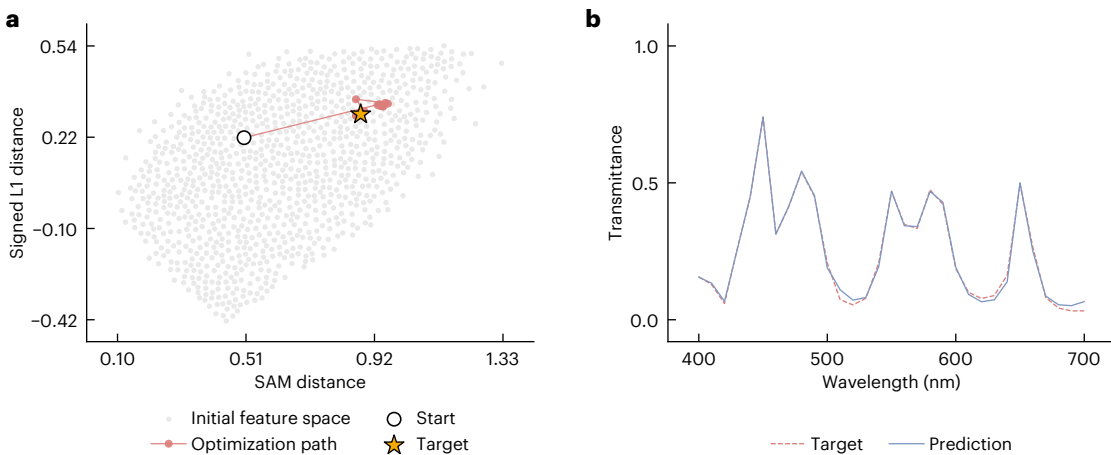 a
Signed L1 distance
0.54
0.22
−0.10
−0.42
0.10
0.51
0.92
1.33
SAM distance
Initial feature space
Start
Optimization path
Target
b
Transmittance
1.0
0.5
0.0
400
500
600
700
Wavelength (nm)
Target
Prediction